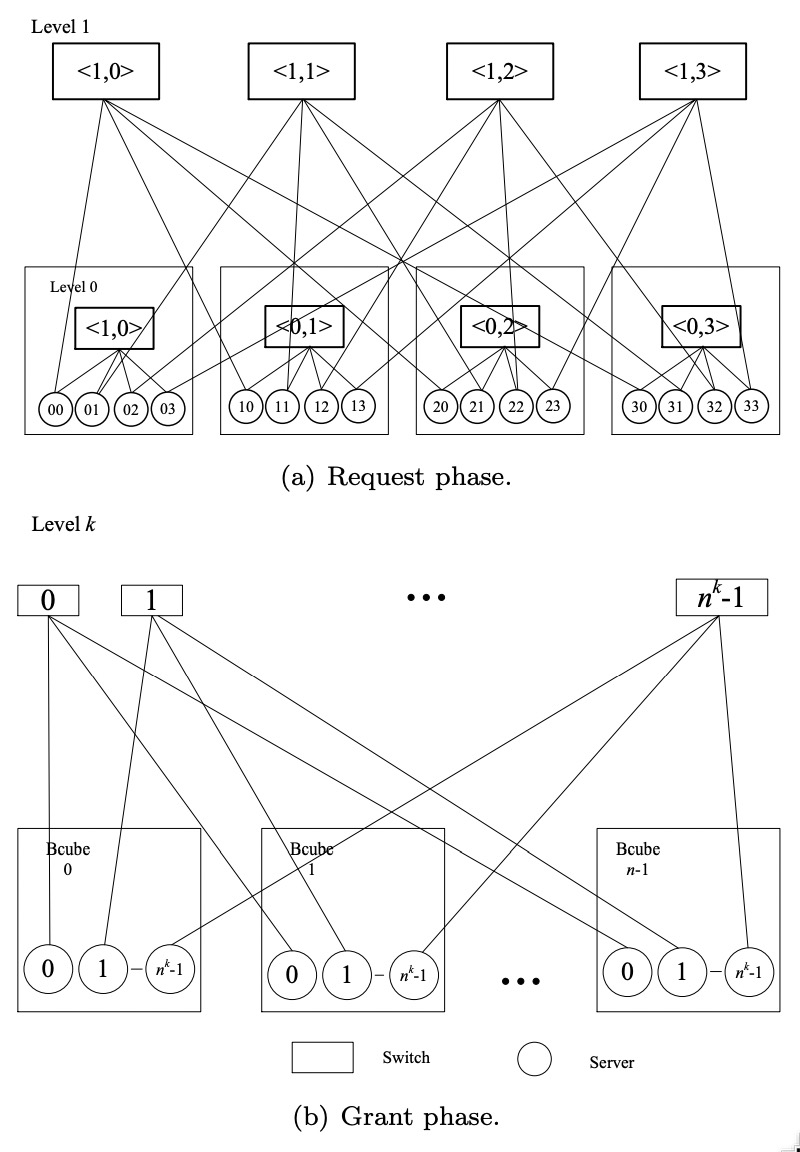 Level 1
<1,0> <1,1> <1,2> <1,3>
Level 0
<1,0> <0,1> <0,2> <0,3>
00 01 02 03 10 11 12 13 20 21 22 23 30 31 32 33
(a) Request phase.
Level k
0 1 ••• n^k-1
Bcube Bcube Bcube
0 1 n-1
0 1 – n^k-1 0 1 – n^k-1 ••• 0 1 – n^k-1
Switch Server
(b) Grant phase.